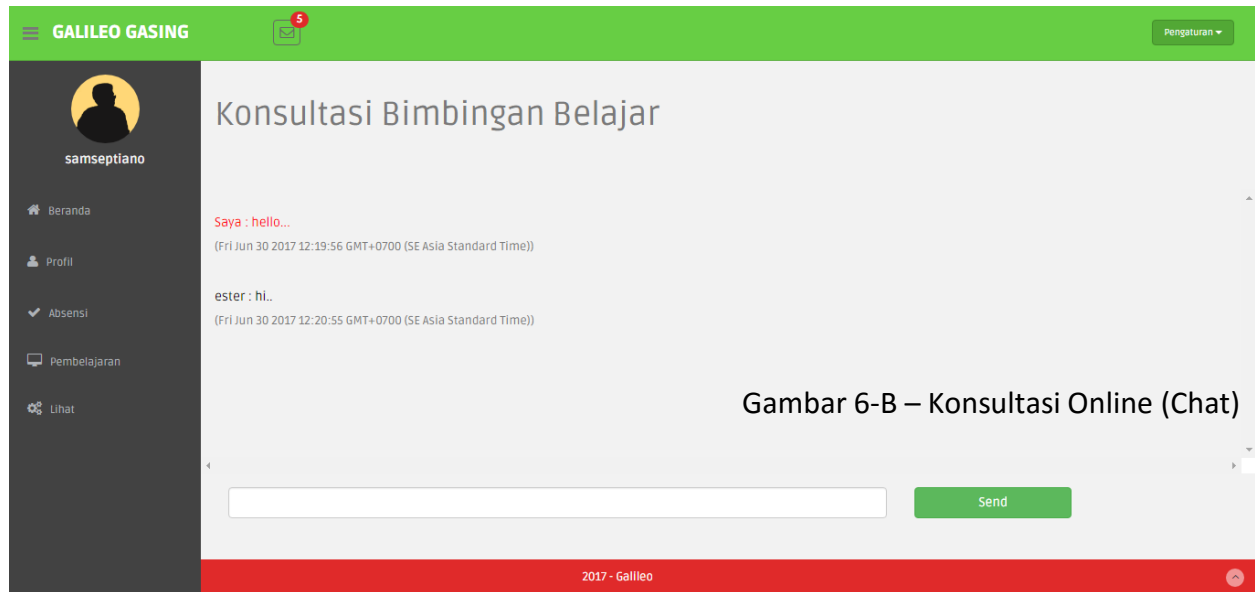 GALILEO GASING
5
Pengaturan
samseptiano
Beranda
Profil
Absensi
Pembelajaran
Lihat
Konsultasi Bimbingan Belajar
Saya : hello...
(Fri Jun 30 2017 12:19:56 GMT+0700 (SE Asia Standard Time))
ester : hi..
(Fri Jun 30 2017 12:20:55 GMT+0700 (SE Asia Standard Time))
Gambar 6-B – Konsultasi Online (Chat)
Send
2017 - Galileo